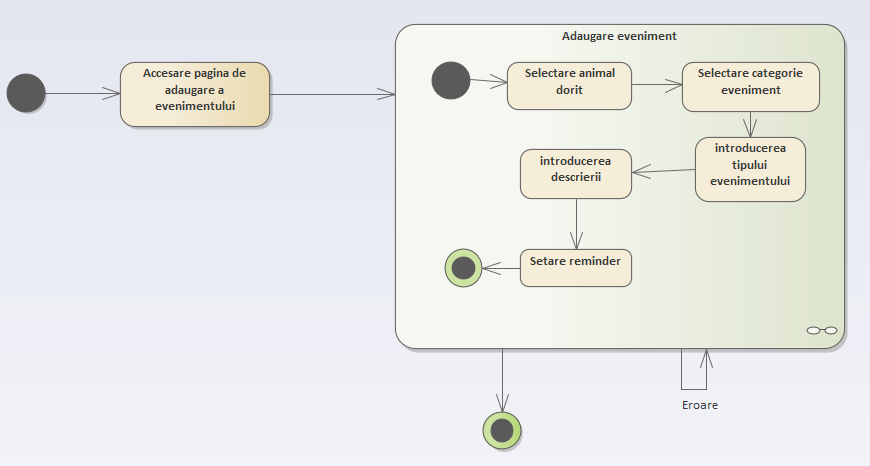 Adaugare eveniment
Accesare pagina de
adaugare a
evenimentului
Selectare animal
dorit
Selectare categorie
eveniment
introducerea
tipului
evenimentului
introducerea
descrierii
Setare reminder
Eroare